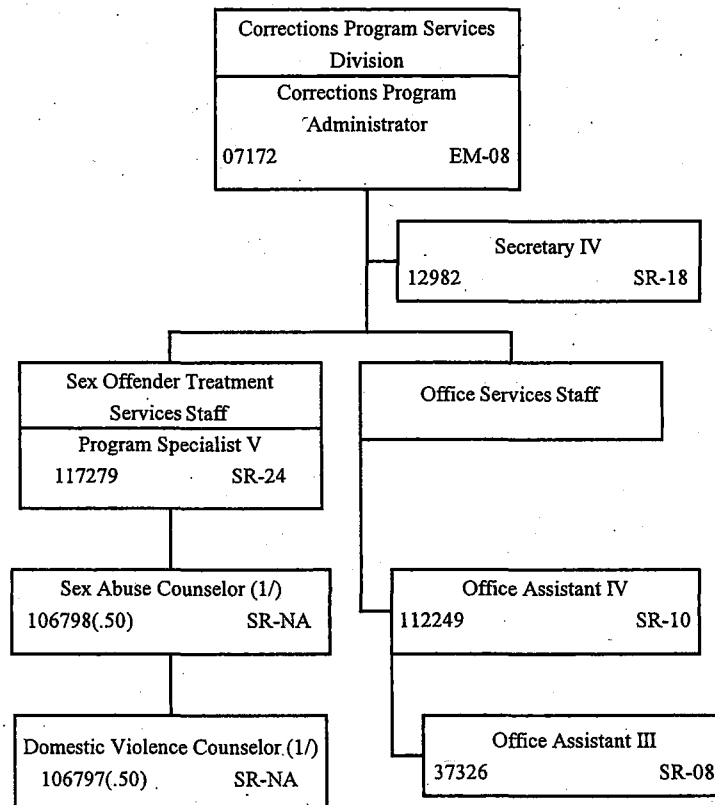 Corrections Program Services
Division
Corrections Program
Administrator
07172 EM-08
Secretary IV
12982 SR-18
Sex Offender Treatment
Services Staff
Program Specialist V
117279 SR-24
Office Services Staff
Sex Abuse Counselor (1/)
106798(.50) SR-NA
Office Assistant IV
112249 SR-10
Domestic Violence Counselor (1/)
106797(.50) SR-NA
Office Assistant III
37326 SR-08